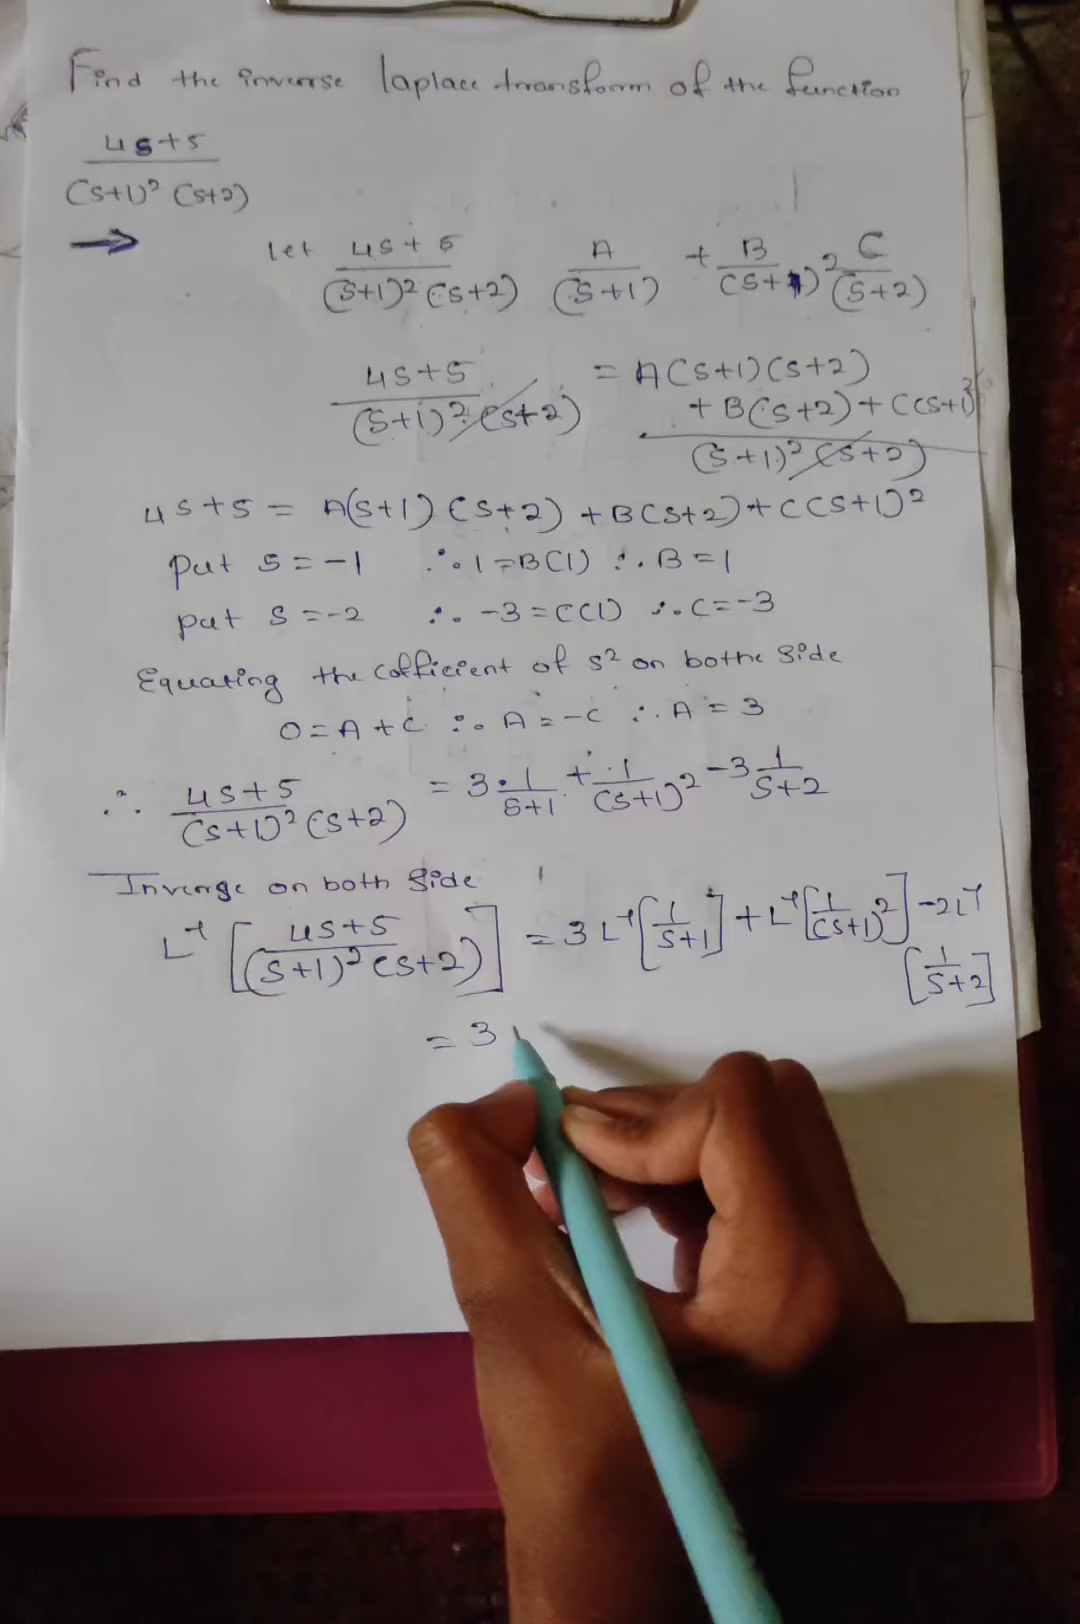 Find the inverse laplace transform of the function
4s+5
(s+1)² (s+2)
→ let 4s+5 / (s+1)² (s+2) A / (s+1) + B / (s+1)² C / (s+2)
4s+5 / (s+1)² (s+2) = A(s+1)(s+2)
+ B(s+2) + C(s+1)²
(s+1)² (s+2)
4s+5 = A(s+1) (s+2) + B(s+2) + C(s+1)²
put s=-1 ∴ 1=B(1) ∴ B=1
put s=-2 ∴ -3=C(1) ∴ C=-3
Equating the cofficient of s² on bothe side
0=A+C ∴ A=-C ∴ A=3
∴ 4s+5 / (s+1)² (s+2) = 3·1/s+1 + 1/(s+1)² -3 1/s+2
Inverge on both side
L⁻¹ [4s+5 / (s+1)² (s+2)] = 3 L⁻¹ [1/s+1] + L⁻¹ [1/(s+1)²] -2L⁻¹
[1/s+2]
= 3